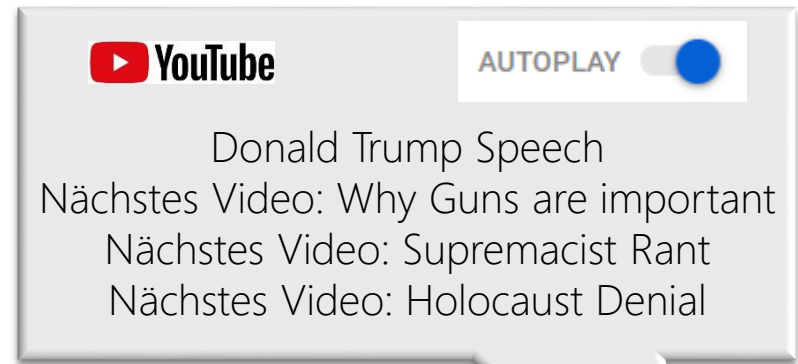 YouTube
AUTOPLAY
Donald Trump Speech
Nächstes Video: Why Guns are important
Nächstes Video: Supremacist Rant
Nächstes Video: Holocaust Denial